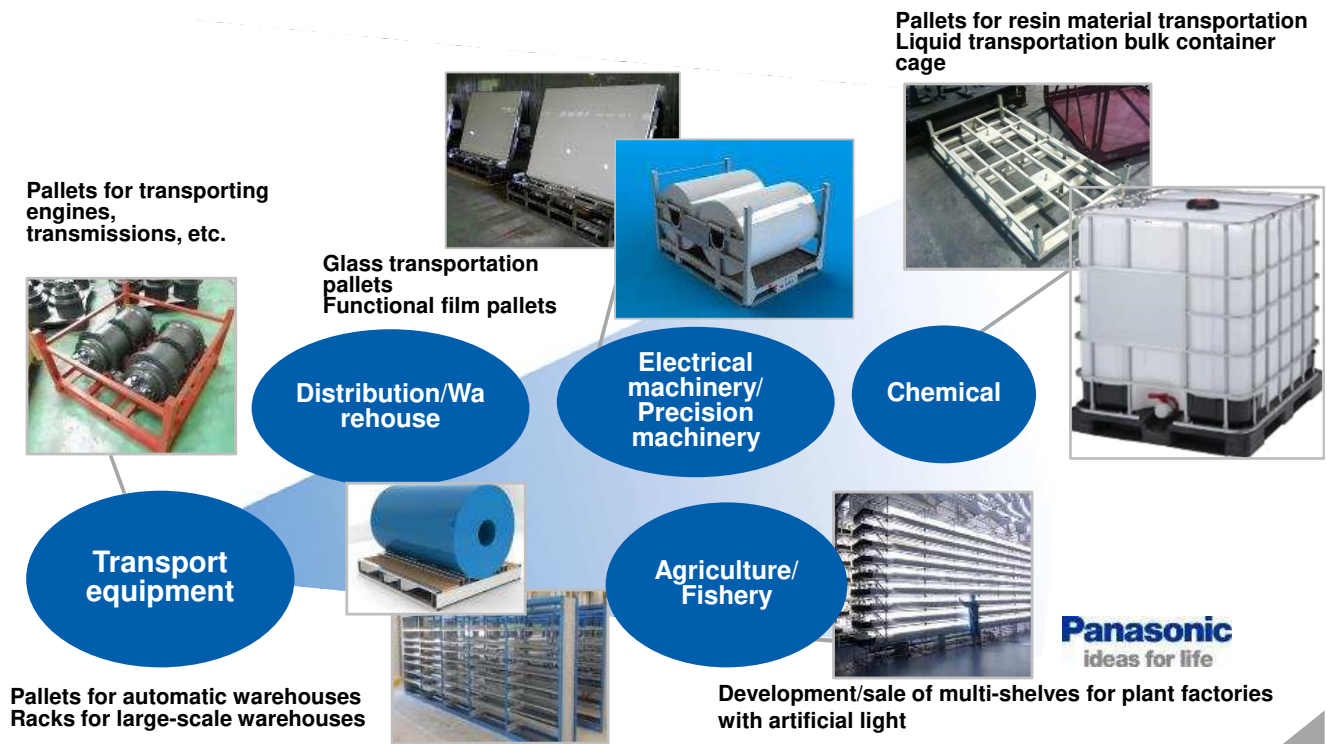 Pallets for resin material transportation
Liquid transportation bulk container
cage
Pallets for transporting
engines,
transmissions, etc.
Glass transportation
pallets
Functional film pallets
Distribution/Wa
rehouse
Electrical
machinery/
Precision
machinery
Chemical
Transport
equipment
Agriculture/
Fishery
Panasonic
ideas for life
Pallets for automatic warehouses
Racks for large-scale warehouses
Development/sale of multi-shelves for plant factories
with artificial light